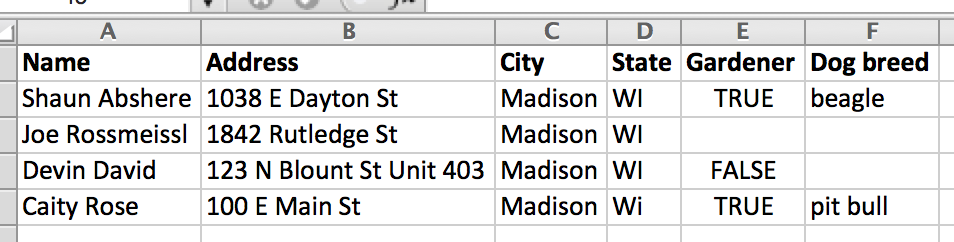 A B C D E F
Name Address City State Gardener Dog breed
Shaun Abshere 1038 E Dayton St Madison WI TRUE beagle
Joe Rossmeissl 1842 Rutledge St Madison WI
Devin David 123 N Blount St Unit 403 Madison WI FALSE
Caity Rose 100 E Main St Madison Wi TRUE pit bull